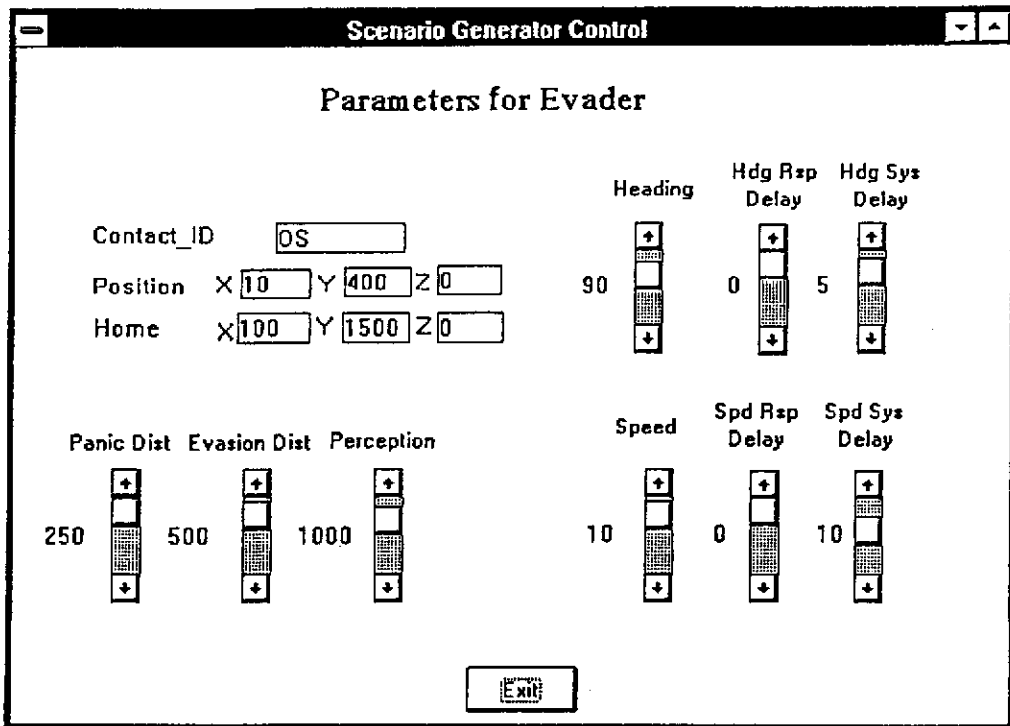 Scenario Generator Control
Parameters for Evader
Heading
Hdg Rsp Delay
Hdg Sys Delay
Contact_ID OS
Position X 10 Y 400 Z 0
Home X 100 Y 1500 Z 0
90
0
5
Panic Dist
Evasion Dist
Perception
Speed
Spd Rsp Delay
Spd Sys Delay
250
500
1000
10
0
10
Exit